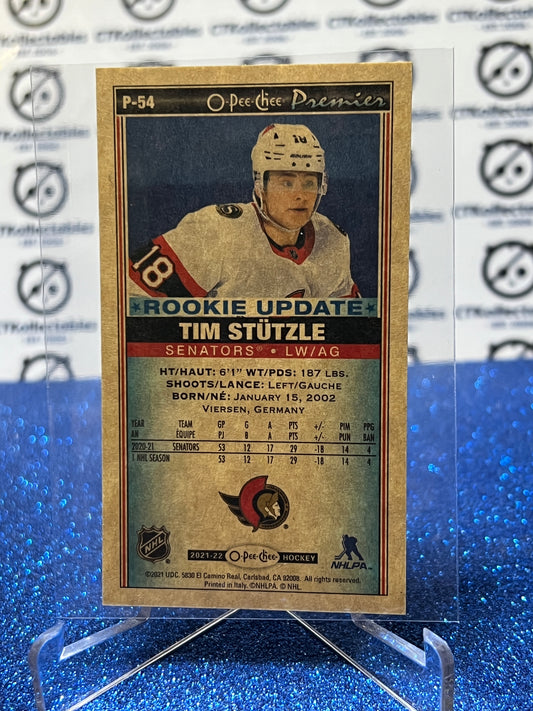 CTKollectables
P-54 O-Pee-Chee Premier
18
18
ROOKIE UPDATE
TIM STÜTZLE
SENATORS • LW/AG
HT/HAUT: 6'1" WT/PDS: 187 LBS.
SHOOTS/LANCE: LEFT/GAUCHE
BORN/NÉ: JANUARY 15, 2002
VIERSEN, GERMANY
YEAR TEAM GP G A PTS +/- PIM PPG
AN ÉQUIPE PJ B A PTS +/- PUN BAN
2020-21 SENATORS 53 12 17 29 -18 14 4
1 NHL SEASON 53 12 17 29 -18 14 4
NHL 2021-22 O-Pee-Chee HOCKEY NHLPA
©2021 UDC. 5830 El Camino Real, Carlsbad, CA 92008. All rights reserved.
Printed in Italy. ©NHLPA. © NHL.